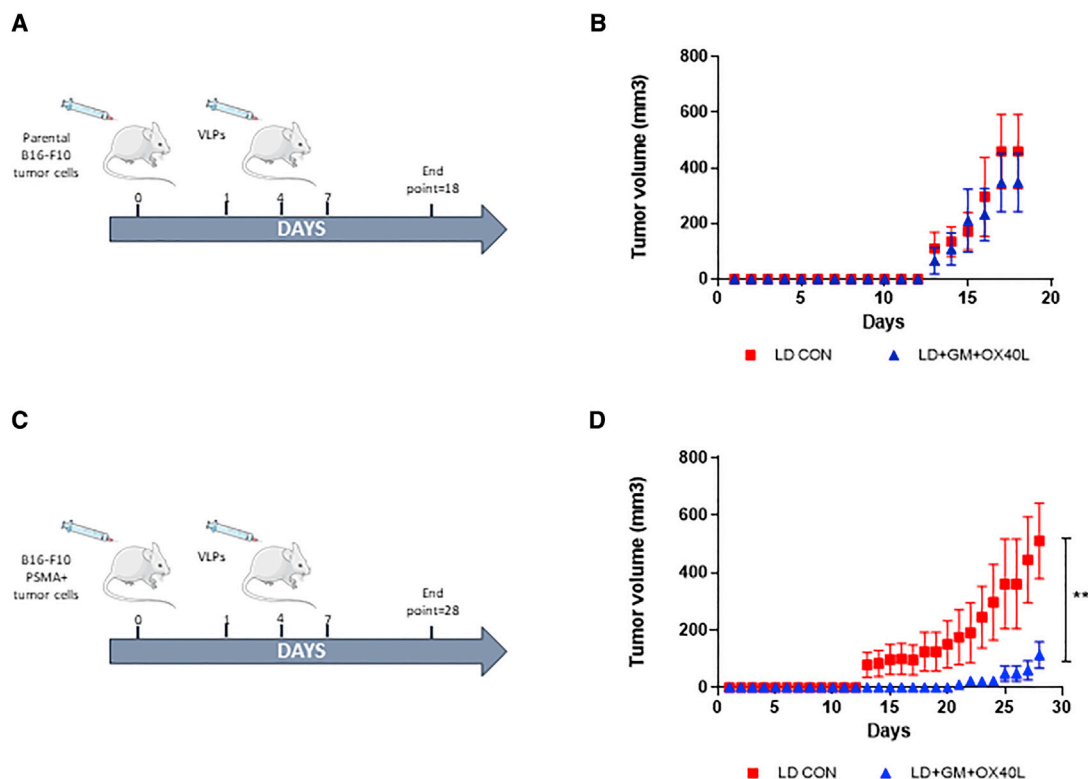 A
Parental
B16-F10
tumor cells
VLPs
End
point=18
0
1
4
7
DAYS
B
Tumor volume (mm3)
800
600
400
200
0
0
5
10
15
20
Days
LD CON
LD+GM+OX40L
C
B16-F10
PSMA+
tumor cells
VLPs
End
point=28
0
1
4
7
DAYS
D
Tumor volume (mm3)
800
600
400
200
0
0
5
10
15
20
25
30
**
Days
LD CON
LD+GM+OX40L